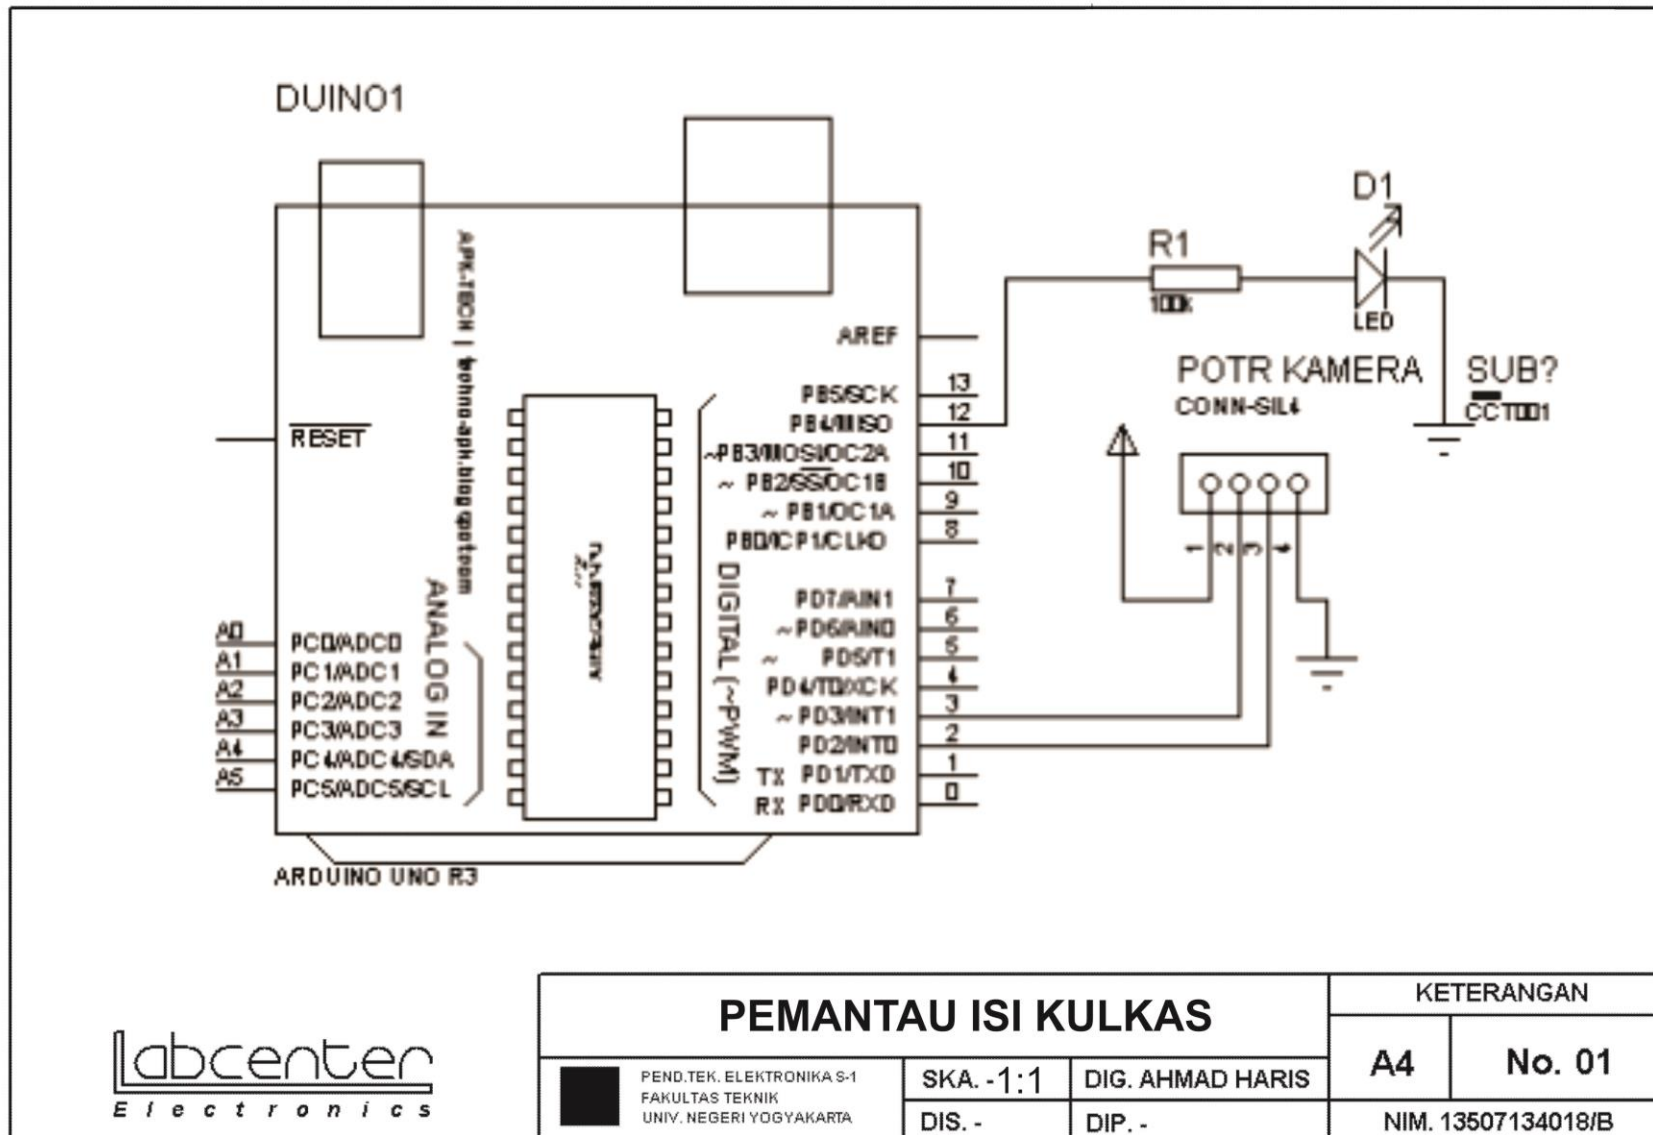 DUINO1
D1
R1
100k
LED
AREF
POTR KAMERA
CONN-SIL4
SUB?
CCT001
RESET
PB5/SCK 13
PB4/MISO 12
~PB3/MOSI/OC2A 11
~ PB2/SS/OC1B 10
~ PB1/OC1A 9
PB0/ICP1/CLKO 8
1 2 3 4
PD7/AIN1 7
~PD6/AIN0 6
~ PD5/T1 5
PD4/T0/XCK 4
~PD3/INT1 3
PD2/INT0 2
TX PD1/TXD 1
RX PD0/RXD 0
DIGITAL (~PWM)
ANALOG IN
A0 PC0/ADC0
A1 PC1/ADC1
A2 PC2/ADC2
A3 PC3/ADC3
A4 PC4/ADC4/SDA
A5 PC5/ADC5/SCL
ARDUINO UNO R3
labcenter
Electronics
PEMANTAU ISI KULKAS
KETERANGAN
A4
No. 01
PEND.TEK. ELEKTRONIKA S-1
FAKULTAS TEKNIK
UNIV. NEGERI YOGYAKARTA
SKA. -1:1
DIG. AHMAD HARIS
DIS. -
DIP. -
NIM. 13507134018/B